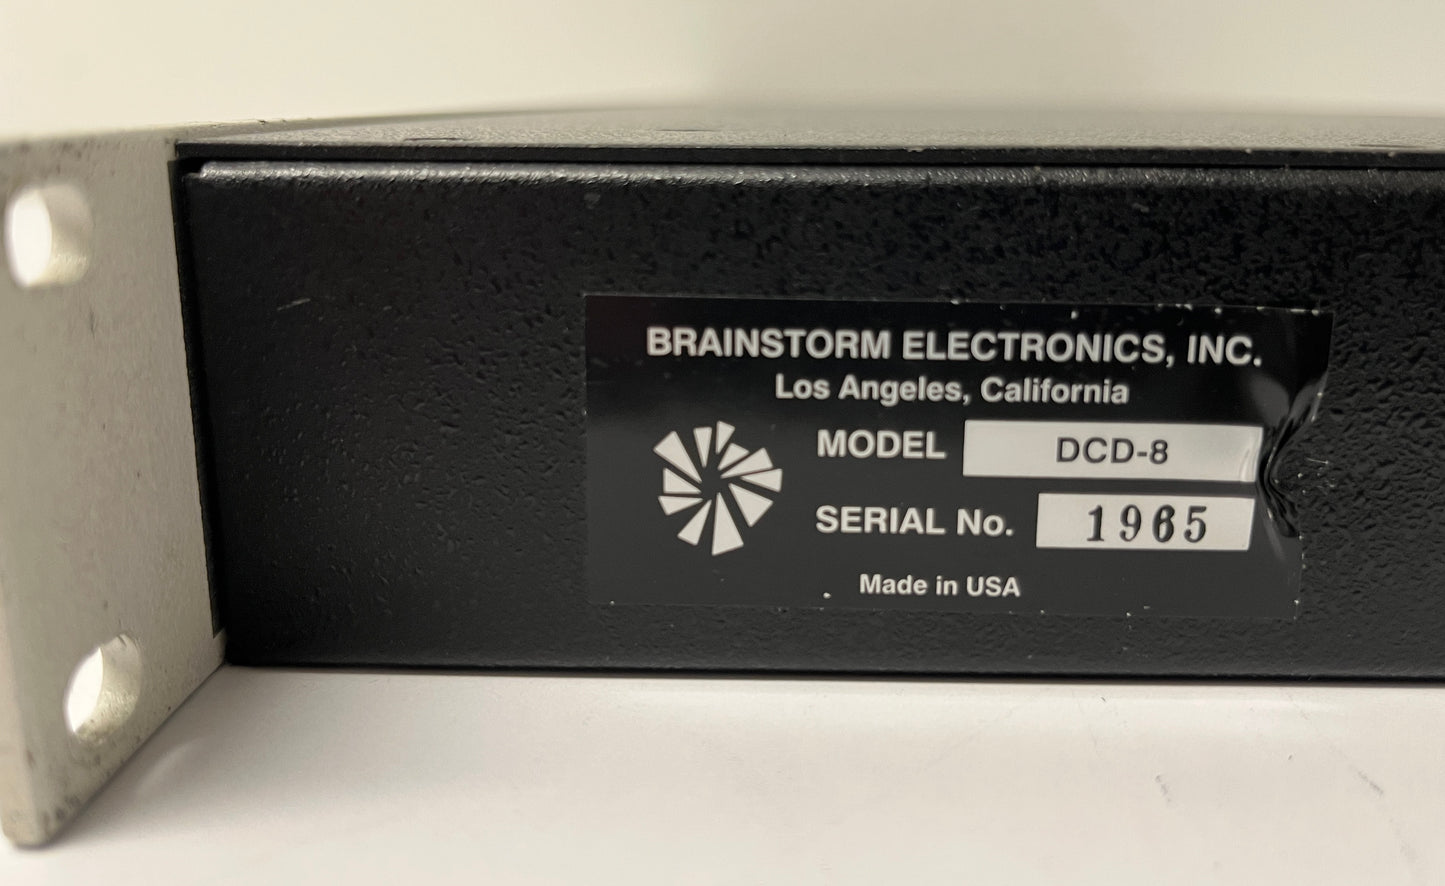 BRAINSTORM ELECTRONICS, INC.
Los Angeles, California
MODEL DCD-8
SERIAL No. 1965
Made in USA